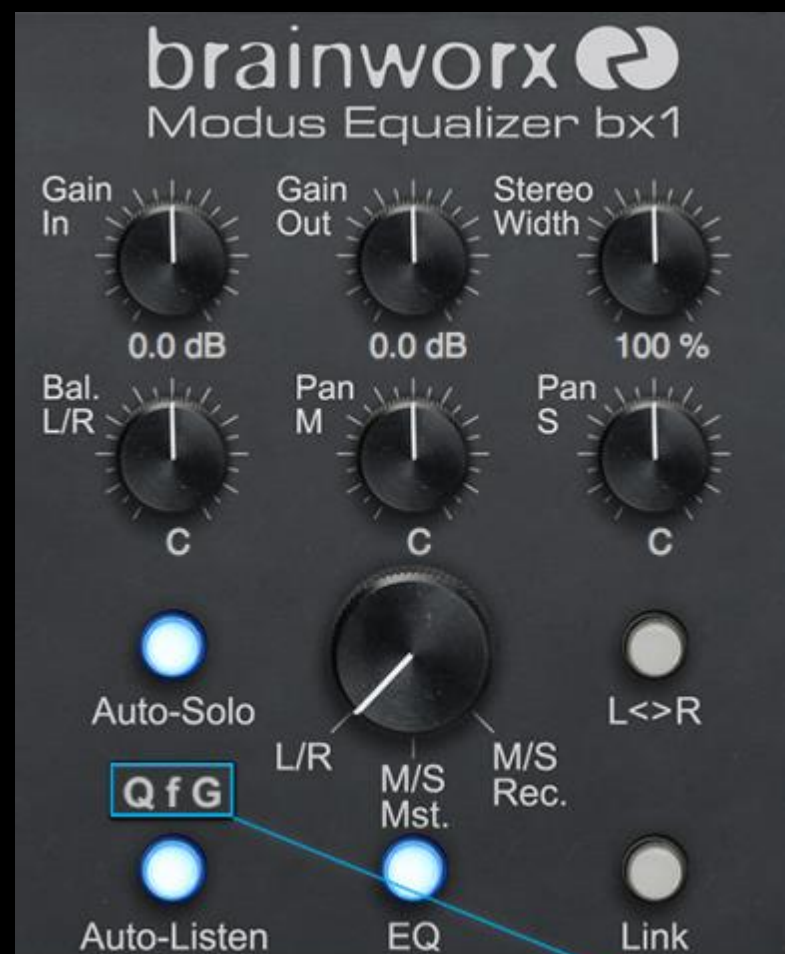 brainworx
Modus Equalizer bx1
Gain In
Gain Out
Stereo Width
0.0 dB
0.0 dB
100 %
Bal. L/R
Pan M
Pan S
C
C
C
Auto-Solo
L/R
M/S Mst.
M/S Rec.
L<>R
Q f G
Auto-Listen
EQ
Link